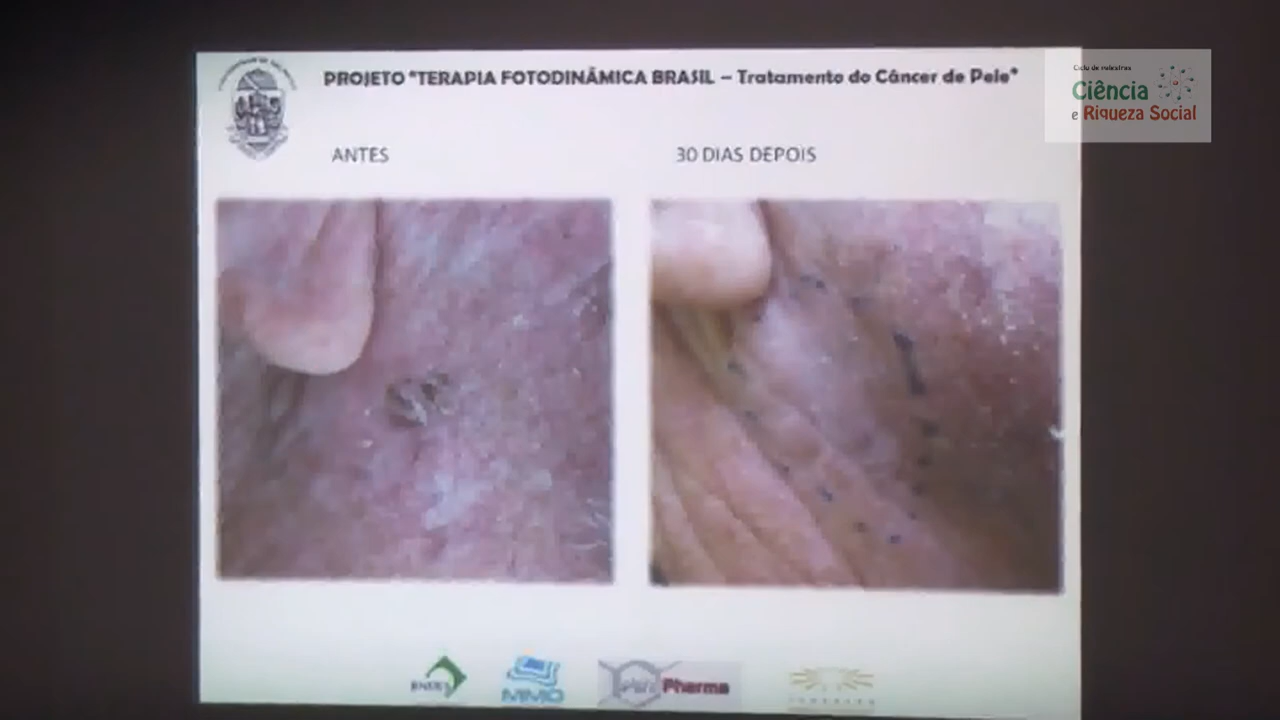 PROJETO "TERAPIA FOTODINÂMICA BRASIL – Tratamento do Câncer de Pele"
Ciclo de palestras
Ciência
e Riqueza Social
ANTES
30 DIAS DEPOIS
MMO
Pharma